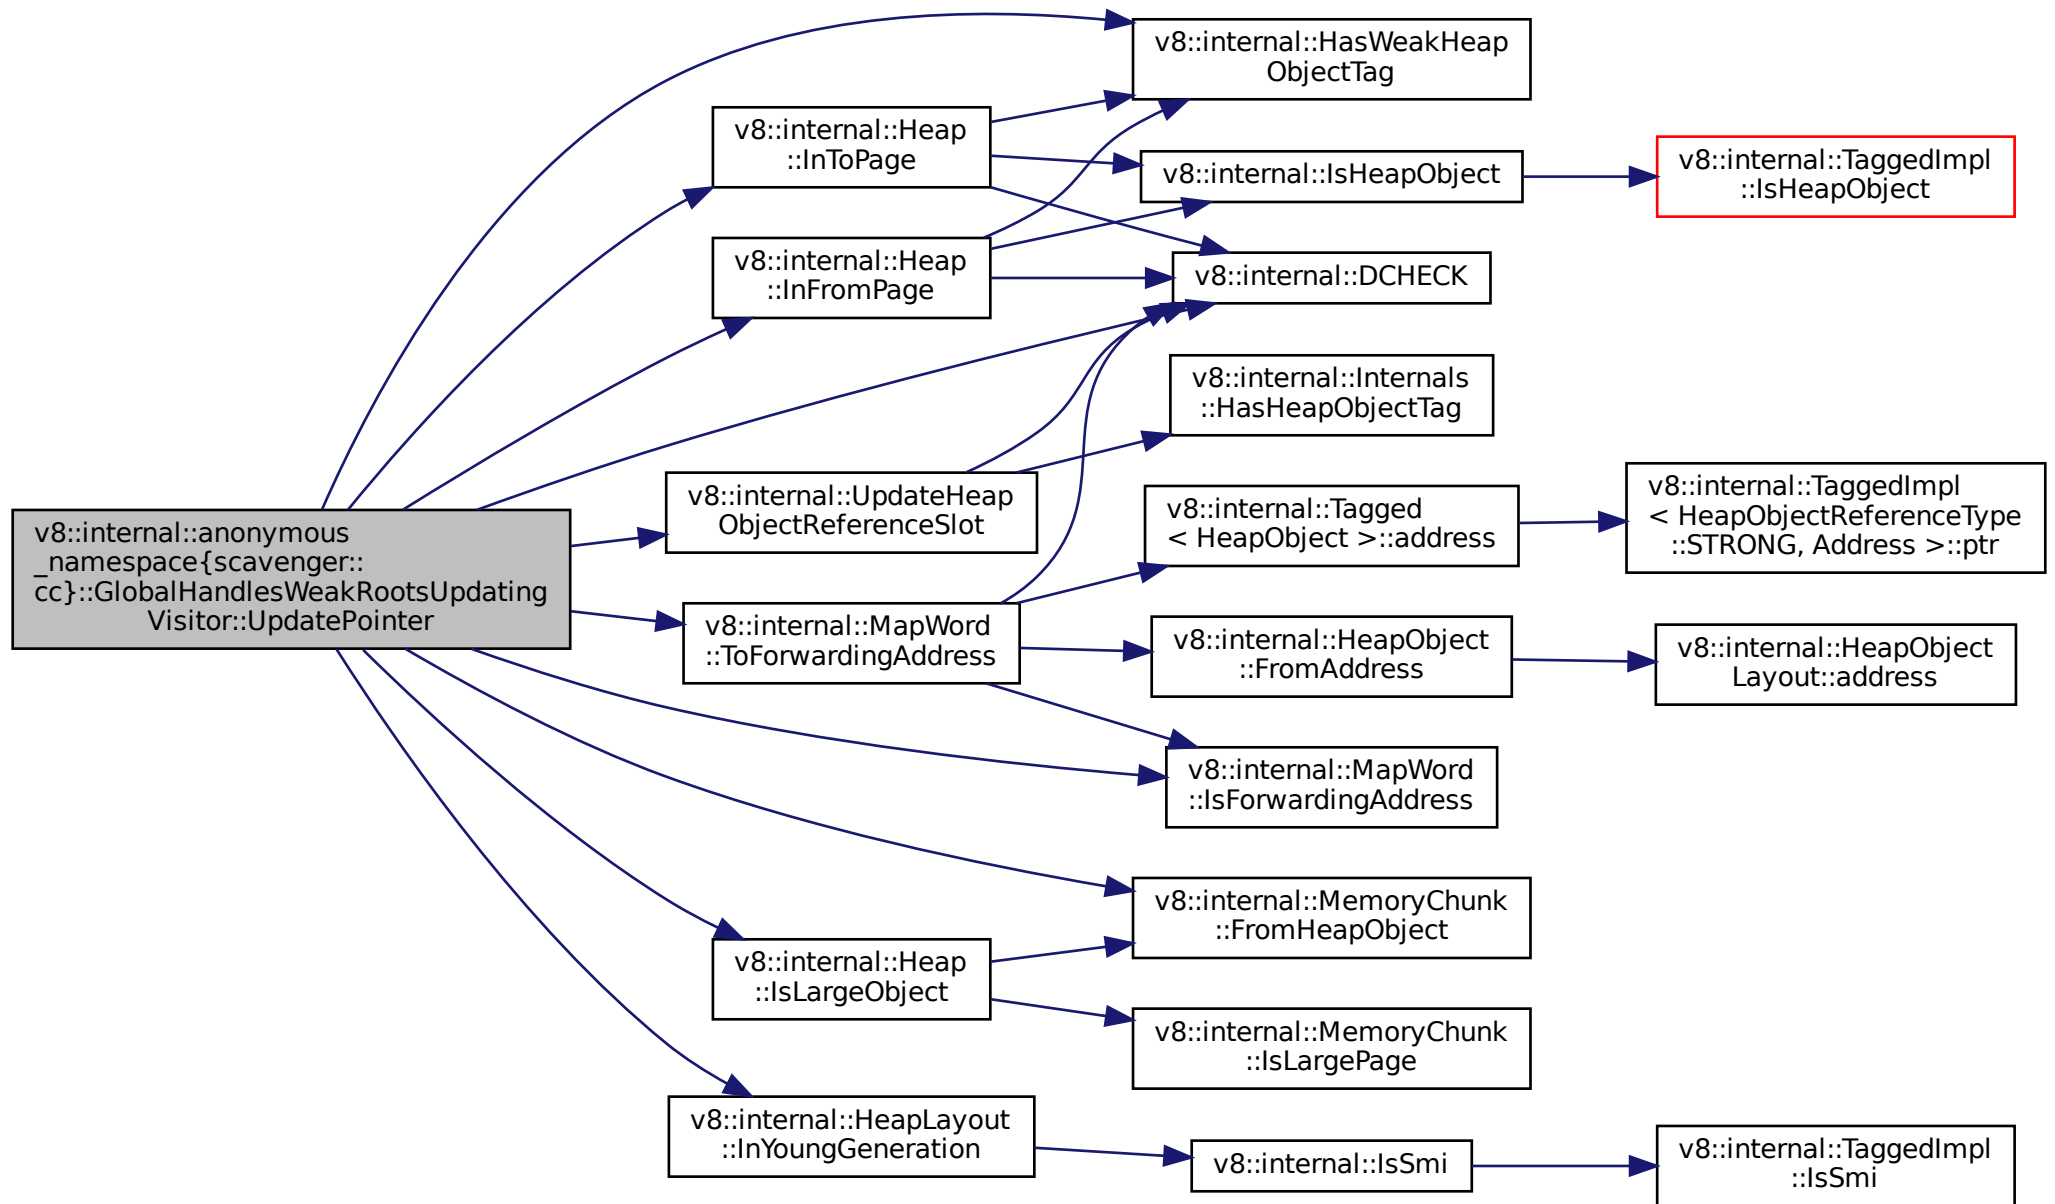 v8::internal::anonymous
_namespace{scavenger::
cc}::GlobalHandlesWeakRootsUpdating
Visitor::UpdatePointer
v8::internal::HasWeakHeap
ObjectTag
v8::internal::Heap
::InToPage
v8::internal::IsHeapObject
v8::internal::TaggedImpl
::IsHeapObject
v8::internal::Heap
::InFromPage
v8::internal::DCHECK
v8::internal::Internals
::HasHeapObjectTag
v8::internal::UpdateHeap
ObjectReferenceSlot
v8::internal::Tagged
< HeapObject >::address
v8::internal::TaggedImpl
< HeapObjectReferenceType
::STRONG, Address >::ptr
v8::internal::MapWord
::ToForwardingAddress
v8::internal::HeapObject
::FromAddress
v8::internal::HeapObject
Layout::address
v8::internal::MapWord
::IsForwardingAddress
v8::internal::MemoryChunk
::FromHeapObject
v8::internal::Heap
::IsLargeObject
v8::internal::MemoryChunk
::IsLargePage
v8::internal::HeapLayout
::InYoungGeneration
v8::internal::IsSmi
v8::internal::TaggedImpl
::IsSmi